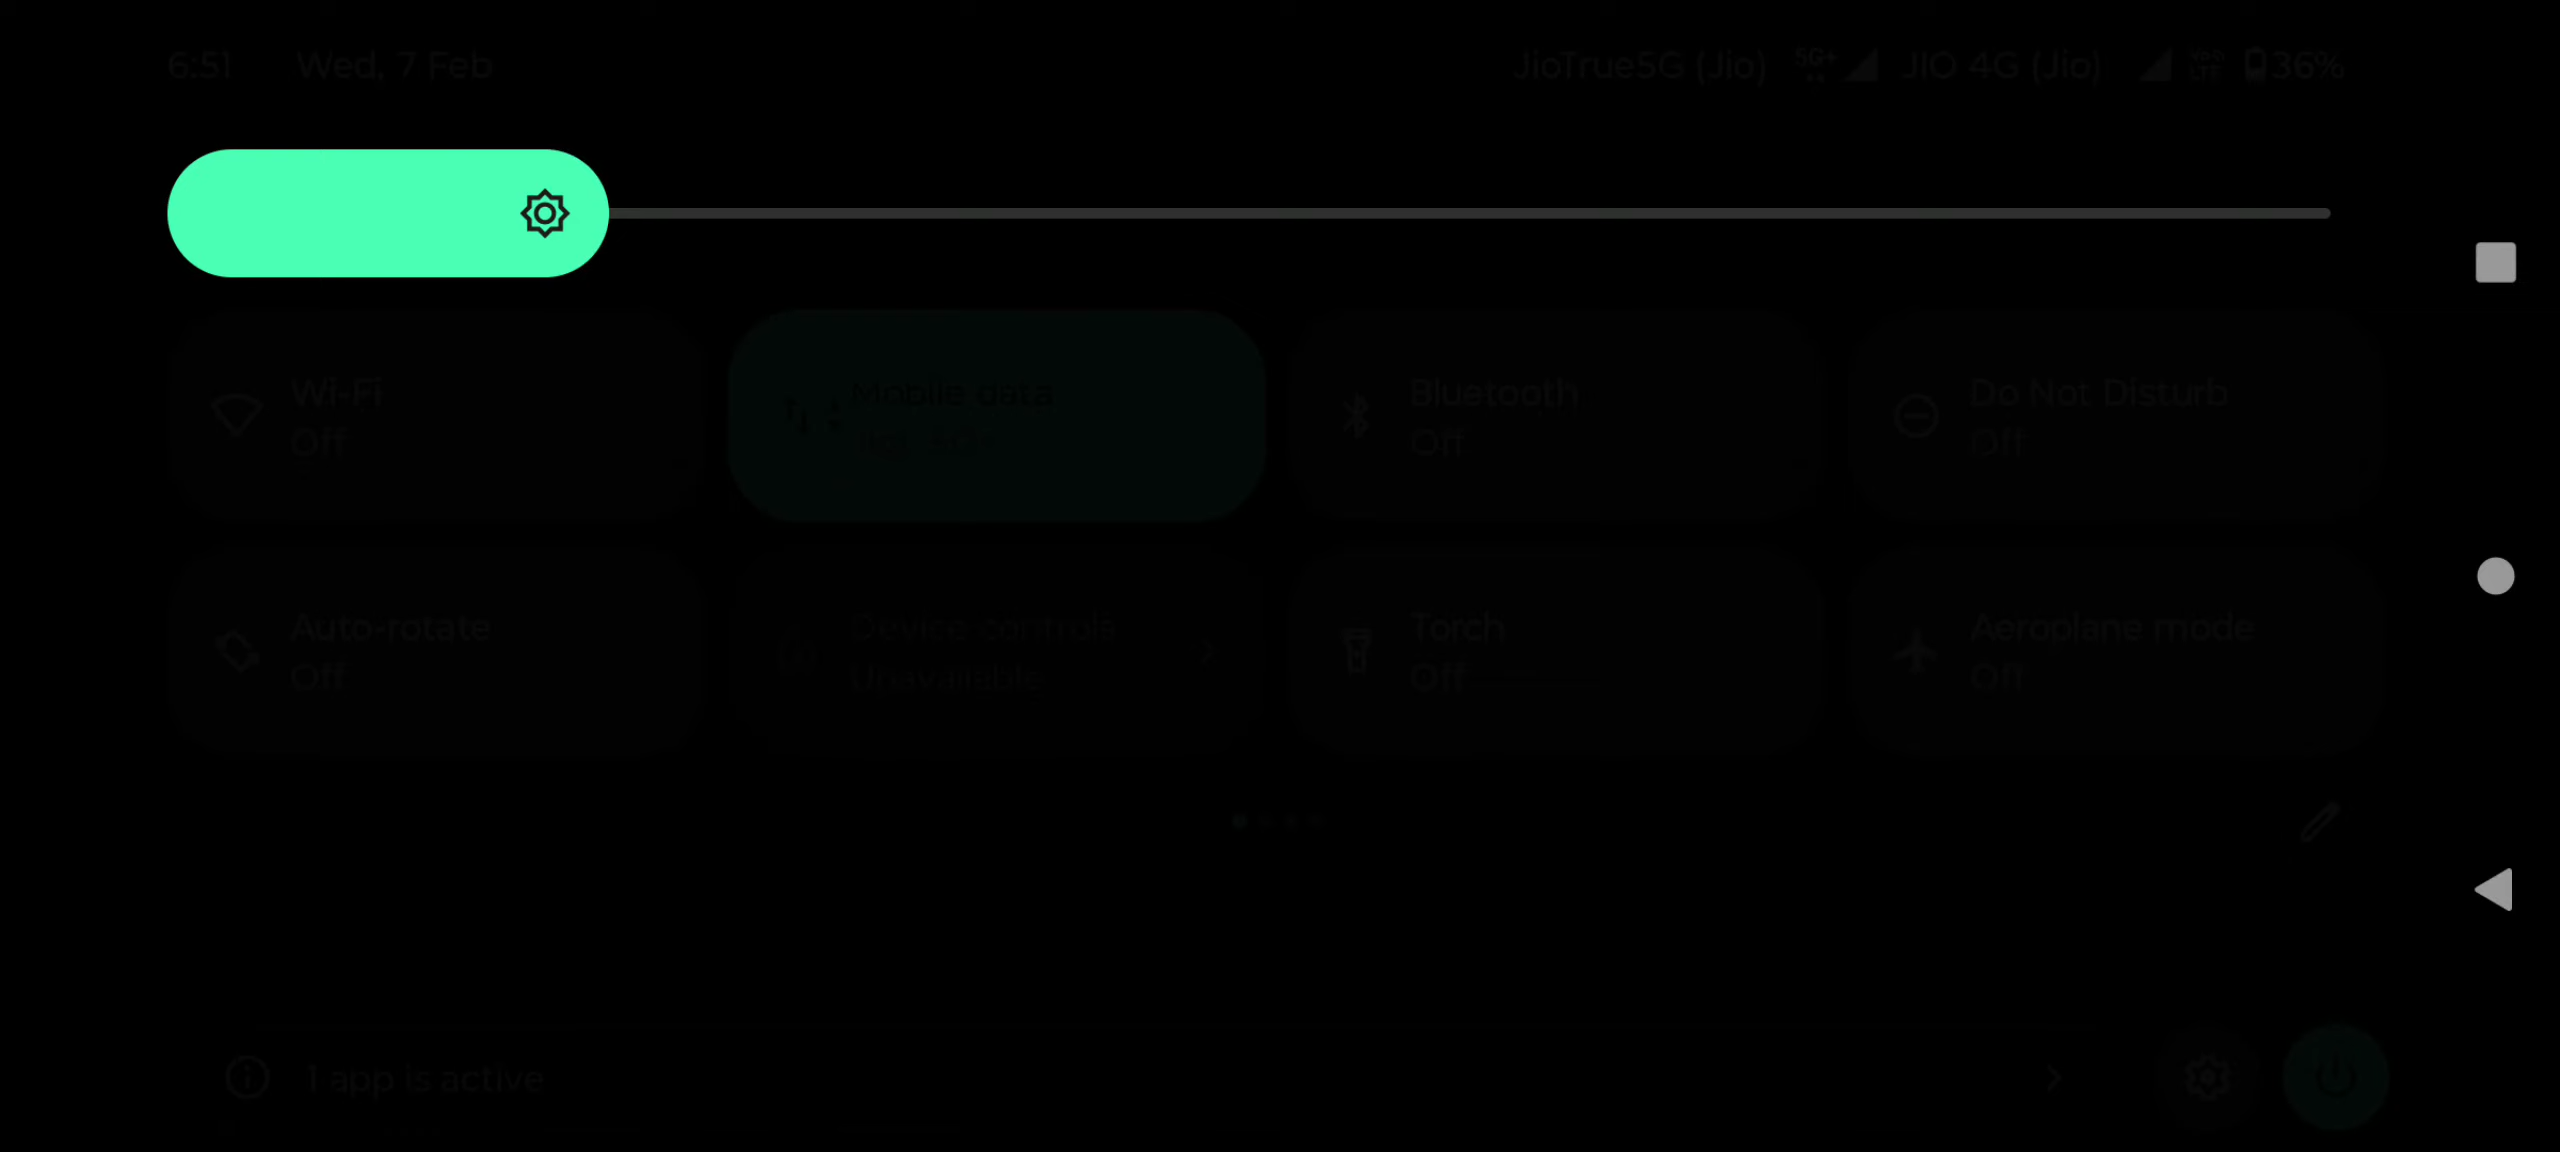 6:51 Wed, 7 Feb JioTrue5G (Jio) 5G+ JIO 4G (Jio) 36%
Wi-Fi
Off
Mobile data
Bluetooth
Off
Do Not Disturb
Off
Auto-rotate
Off
Device controls
Unavailable
Torch
Off
Aeroplane mode
Off
1 app is active